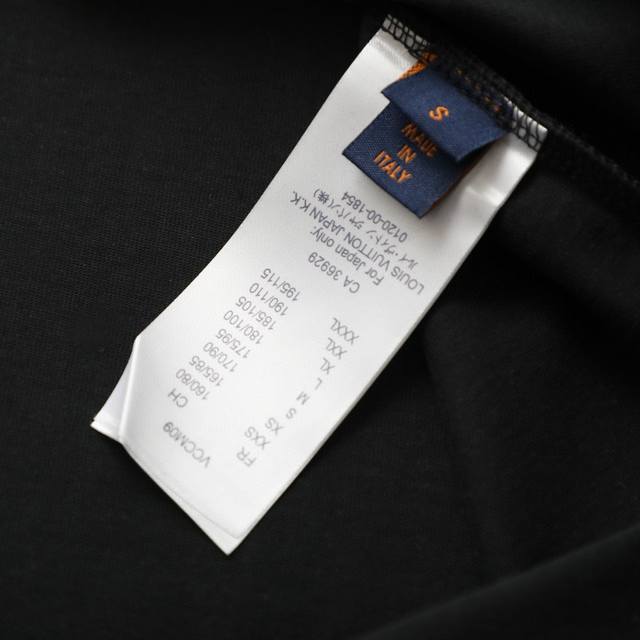 S
MADE
IN
ITALY
VCCM09
FR CH
XXS 160/80
XS 165/85
S 170/90
M 175/95
L 180/100
XL 185/105
XXL 190/110
XXXL 195/115
CA 36929
For Japan only:
LOUIS VUITTON JAPAN K.K.
ルイ・ヴィトン ジャパン(株)
0120-00-1854